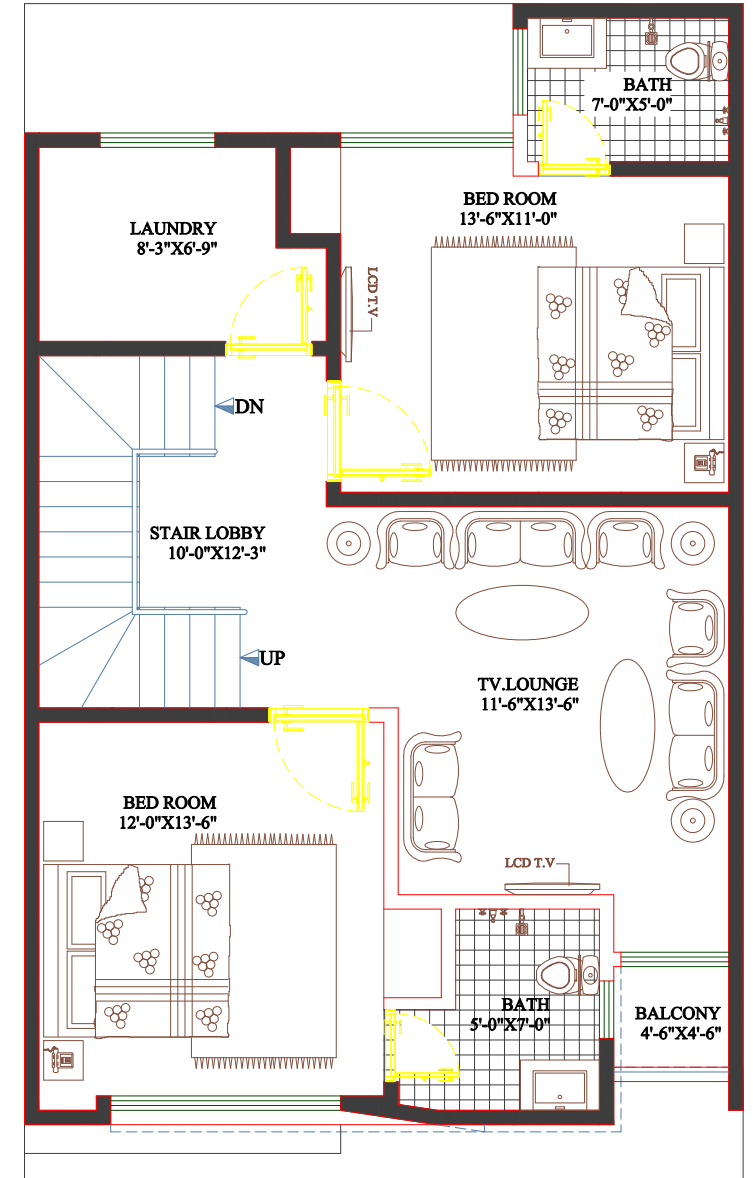 BATH
7'-0"X5'-0"
BED ROOM
13'-6"X11'-0"
LAUNDRY
8'-3"X6'-9"
LCD T.V
DN
STAIR LOBBY
10'-0"X12'-3"
UP
TV.LOUNGE
11'-6"X13'-6"
BED ROOM
12'-0"X13'-6"
LCD T.V
BATH
5'-0"X7'-0"
BALCONY
4'-6"X4'-6"